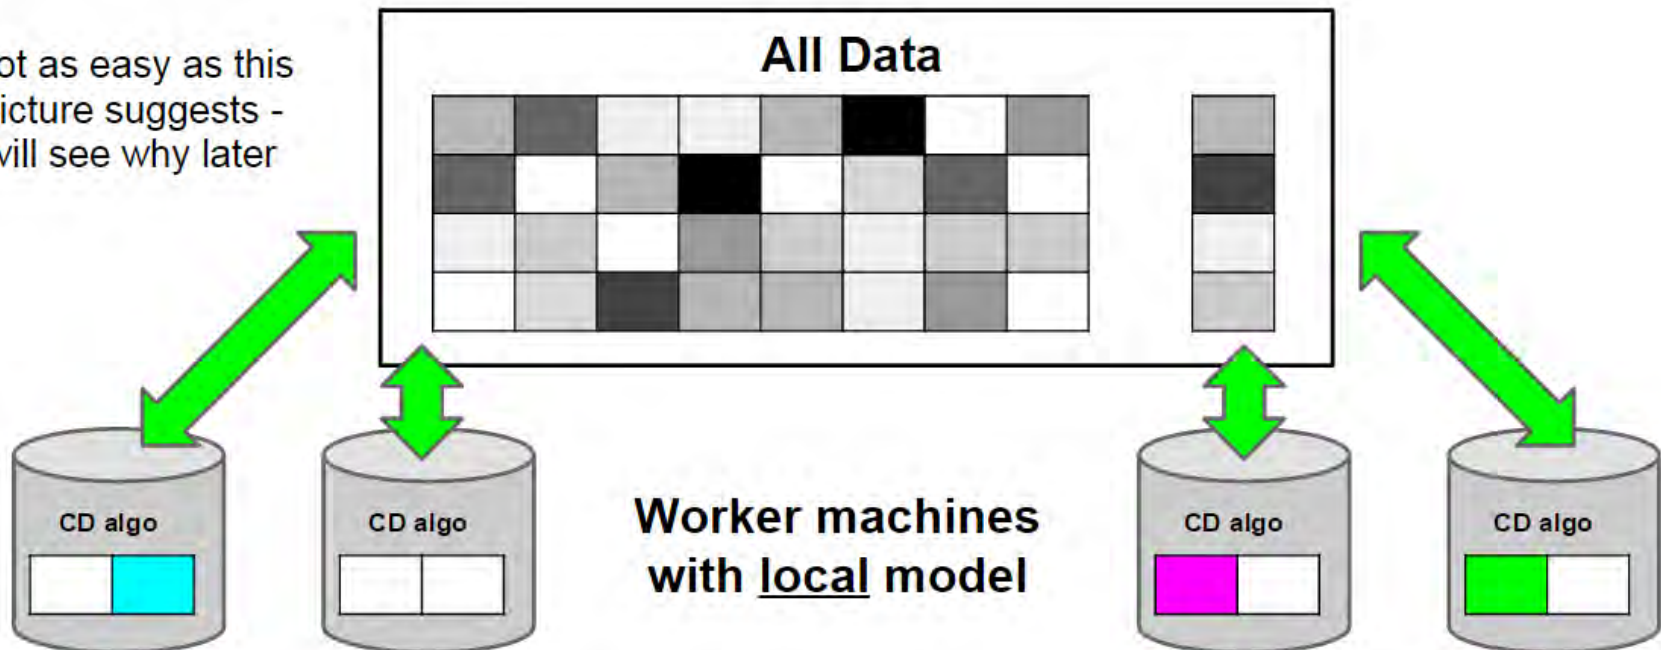 ot as easy as this
icture suggests -
will see why later
All Data
CD algo
CD algo
Worker machines
with local model
CD algo
CD algo